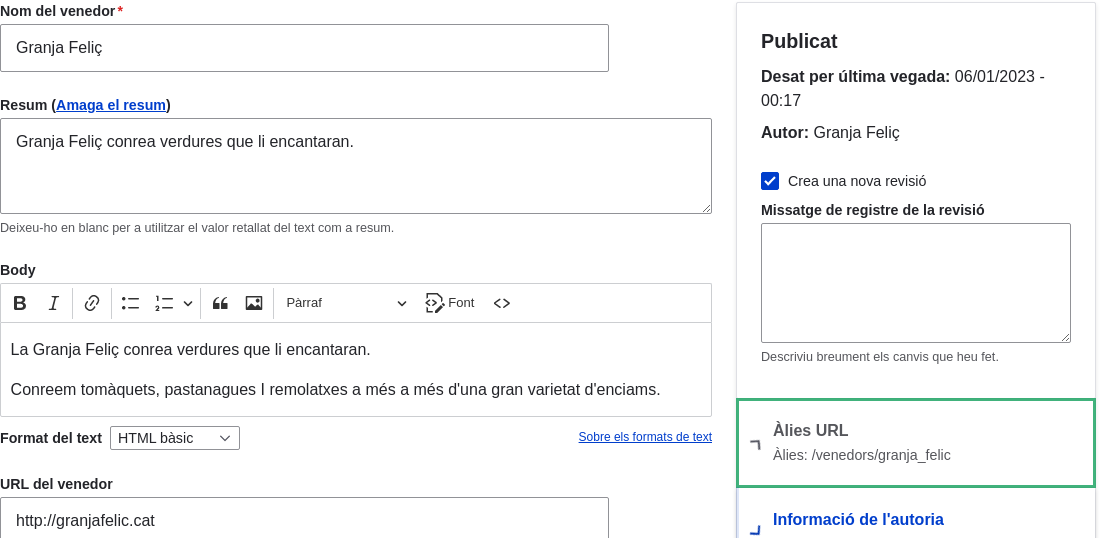 Nom del venedor*
Granja Feliç
Resum (Amaga el resum)
Granja Feliç conrea verdures que li encantaran.
Deixeu-ho en blanc per a utilitzar el valor retallat del text com a resum.
Body
B I Pàrraf Font
La Granja Feliç conrea verdures que li encantaran.
Conreem tomàquets, pastanagues I remolatxes a més a més d'una gran varietat d'enciams.
Format del text HTML bàsic Sobre els formats de text
URL del venedor
http://granjafelic.cat
Publicat
Desat per última vegada: 06/01/2023 -
00:17
Autor: Granja Feliç
Crea una nova revisió
Missatge de registre de la revisió
Descriviu breument els canvis que heu fet.
Àlies URL
Àlies: /venedors/granja_felic
Informació de l'autoria